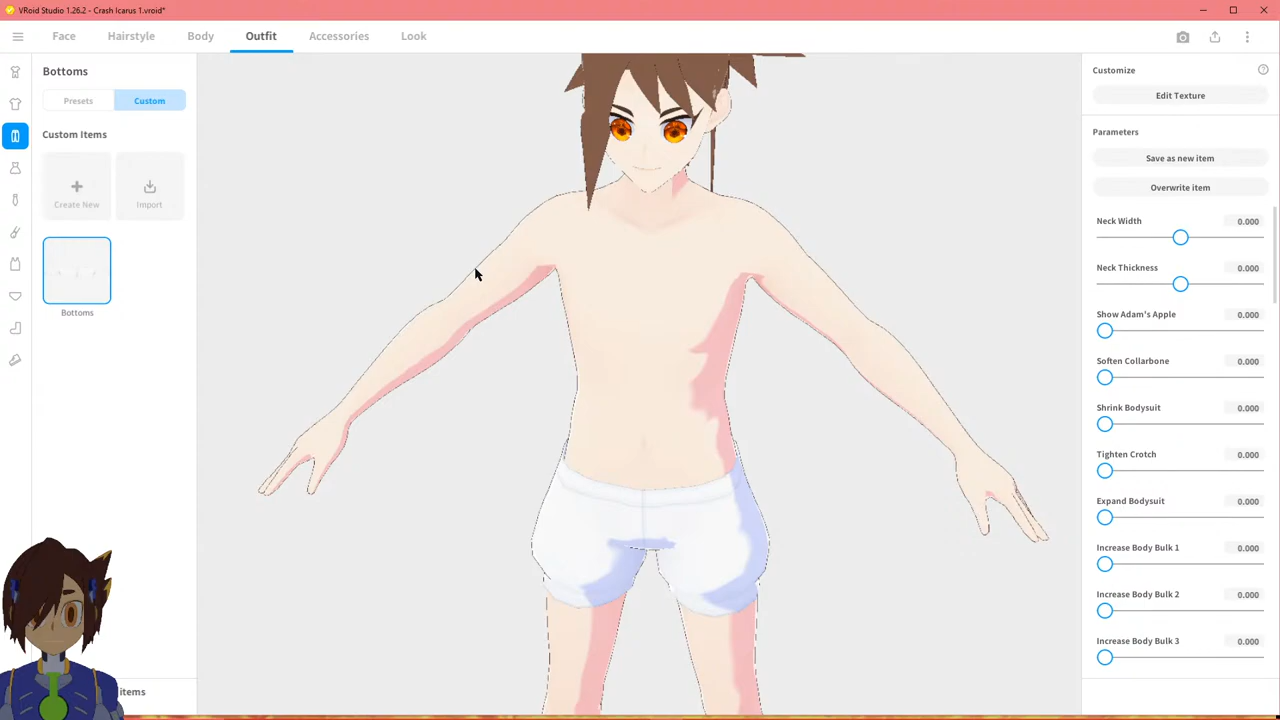 VRoid Studio 1.26.2 - Crash Icarus 1.vroid*
Face Hairstyle Body Outfit Accessories Look
Bottoms
Presets Custom
Custom Items
Create New Import
Bottoms
items
Customize
Edit Texture
Parameters
Save as new item
Overwrite item
Neck Width 0.000
Neck Thickness 0.000
Show Adam's Apple 0.000
Soften Collarbone 0.000
Shrink Bodysuit 0.000
Tighten Crotch 0.000
Expand Bodysuit 0.000
Increase Body Bulk 1 0.000
Increase Body Bulk 2 0.000
Increase Body Bulk 3 0.000